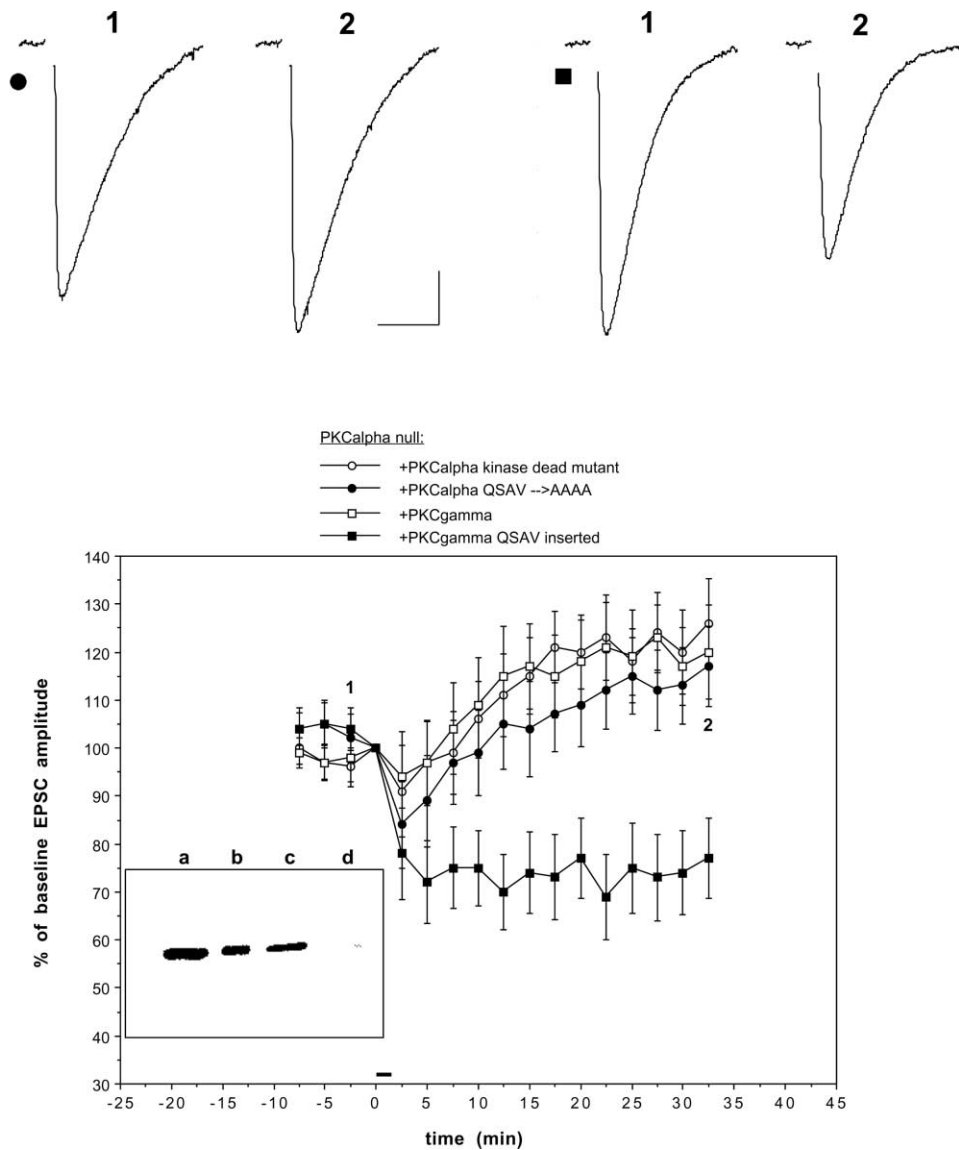 1 2 1 2
PKCalpha null:
+PKCalpha kinase dead mutant
+PKCalpha QSAV -->AAAA
+PKCgamma
+PKCgamma QSAV inserted
% of baseline EPSC amplitude
140
130
120
110
100
90
80
70
60
50
40
30
1
2
a b c d
-25 -20 -15 -10 -5 0 5 10 15 20 25 30 35 40 45
time (min)